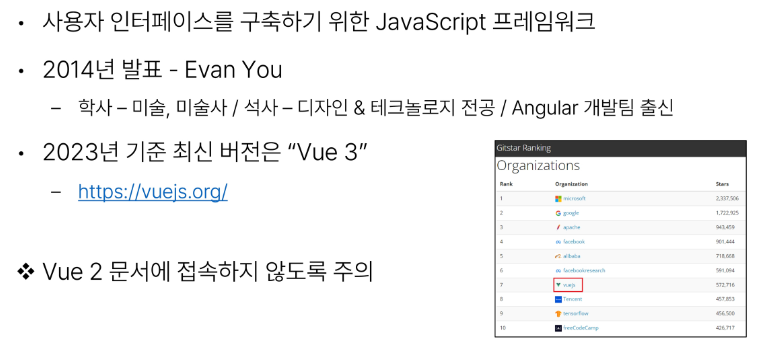 • 사용자 인터페이스를 구축하기 위한 JavaScript 프레임워크
• 2014년 발표 - Evan You
– 학사 – 미술, 미술사 / 석사 – 디자인 & 테크놀로지 전공 / Angular 개발팀 출신
• 2023년 기준 최신 버전은 “Vue 3”
– https://vuejs.org/
❖ Vue 2 문서에 접속하지 않도록 주의
Gitstar Ranking
Organizations
Rank Organization Stars
1 microsoft 2,337,506
2 google 1,722,925
3 apache 943,459
4 facebook 901,444
5 alibaba 718,668
6 facebookresearch 591,094
7 vuejs 572,716
8 Tencent 457,853
9 tensorflow 456,500
10 freeCodeCamp 426,717